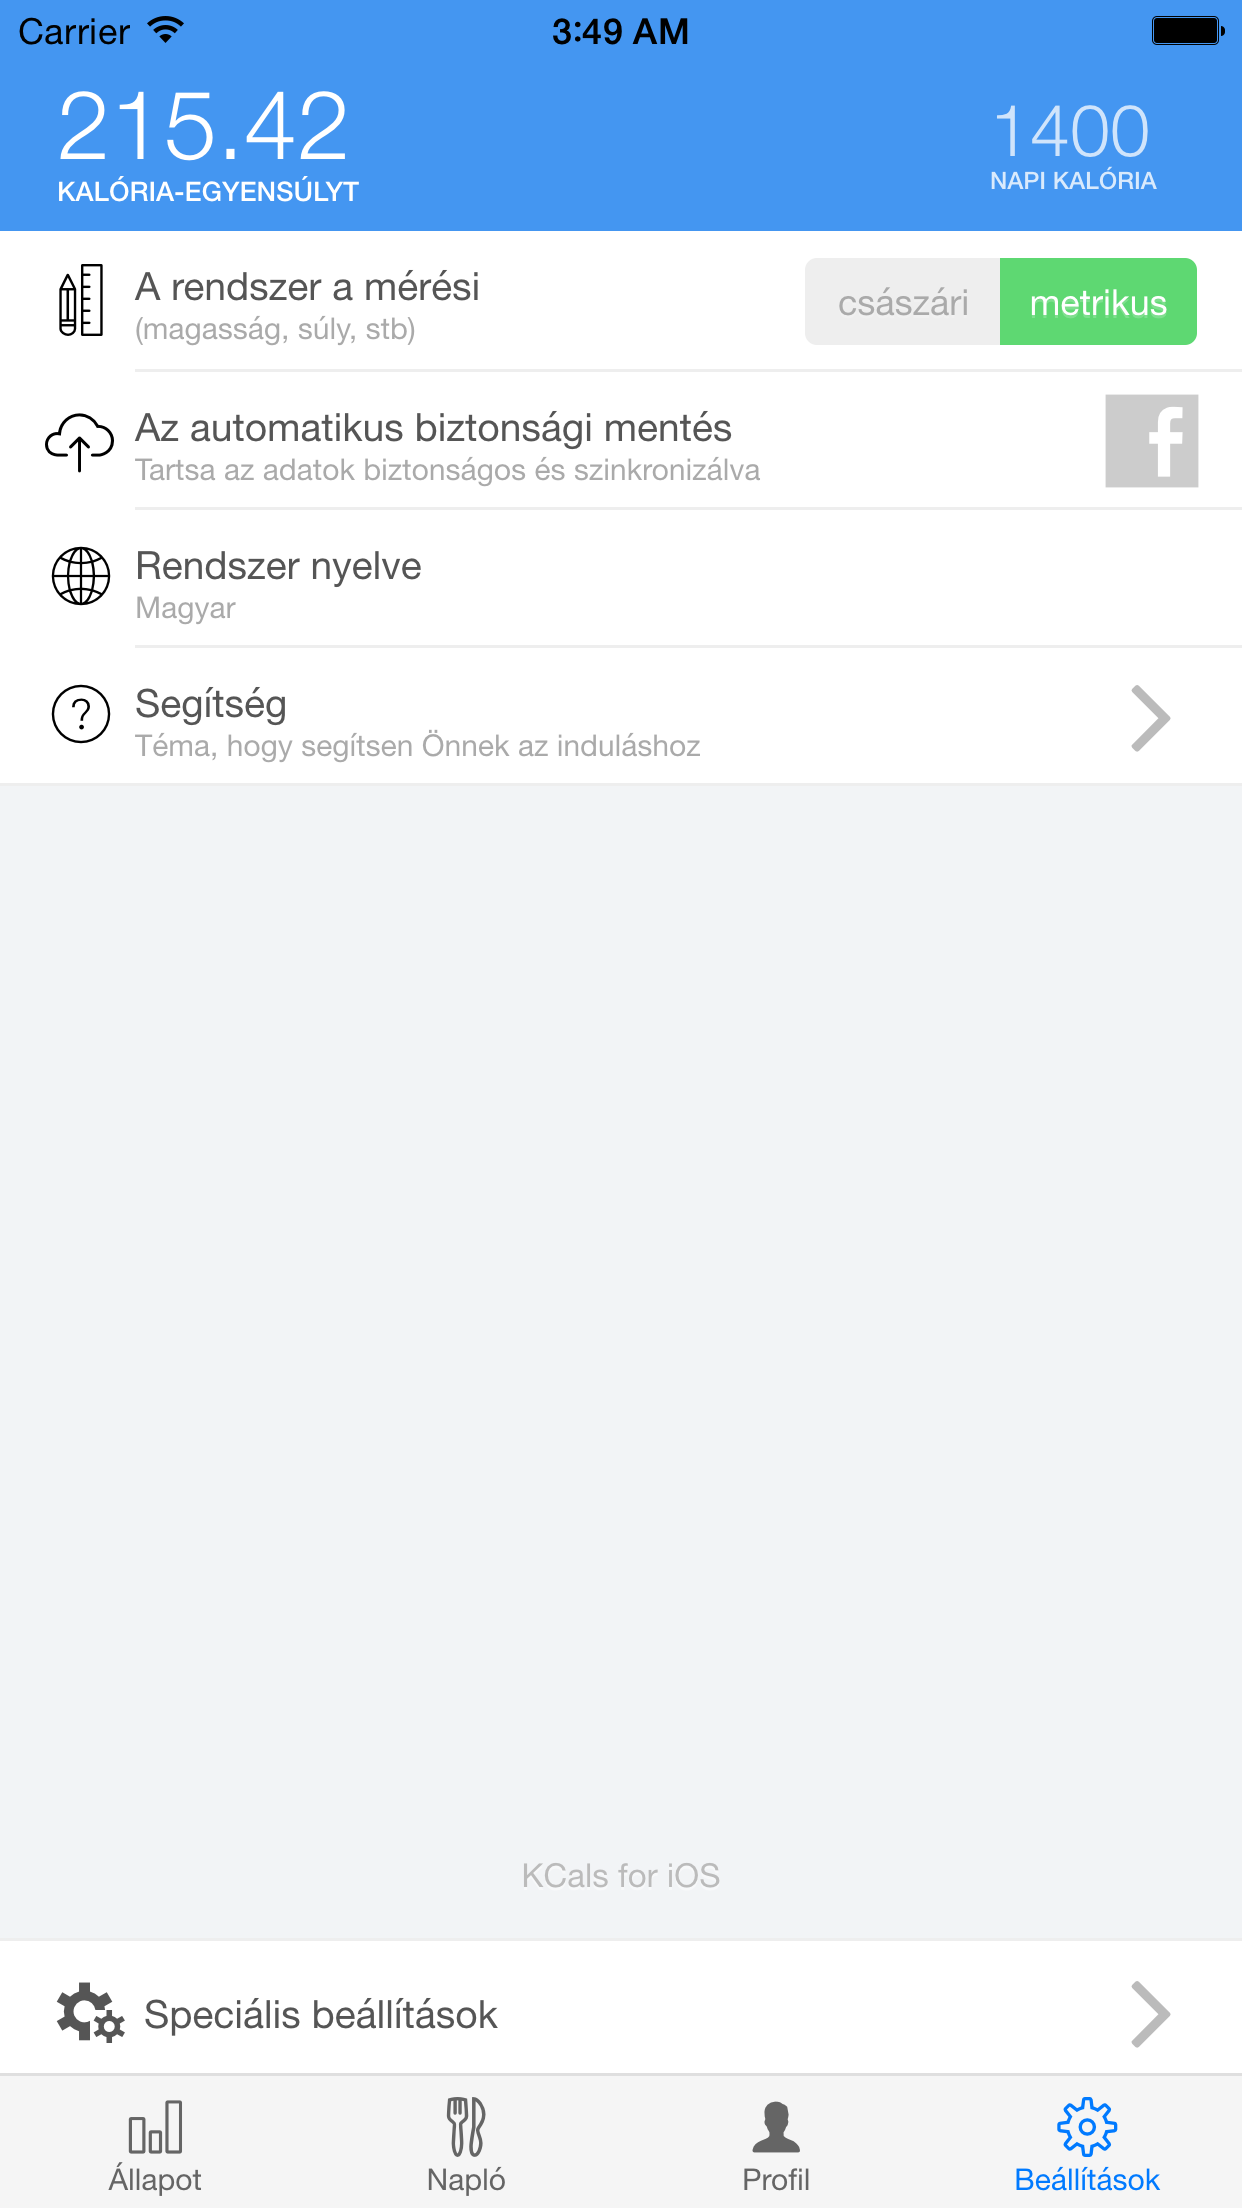 Carrier 3:49 AM
215.42
KALÓRIA-EGYENSÚLYT
1400
NAPI KALÓRIA
A rendszer a mérési
(magasság, súly, stb)
császári metrikus
Az automatikus biztonsági mentés
Tartsa az adatok biztonságos és szinkronizálva
f
Rendszer nyelve
Magyar
?
Segítség
Téma, hogy segítsen Önnek az induláshoz
KCals for iOS
Speciális beállítások
Állapot Napló Profil Beállítások